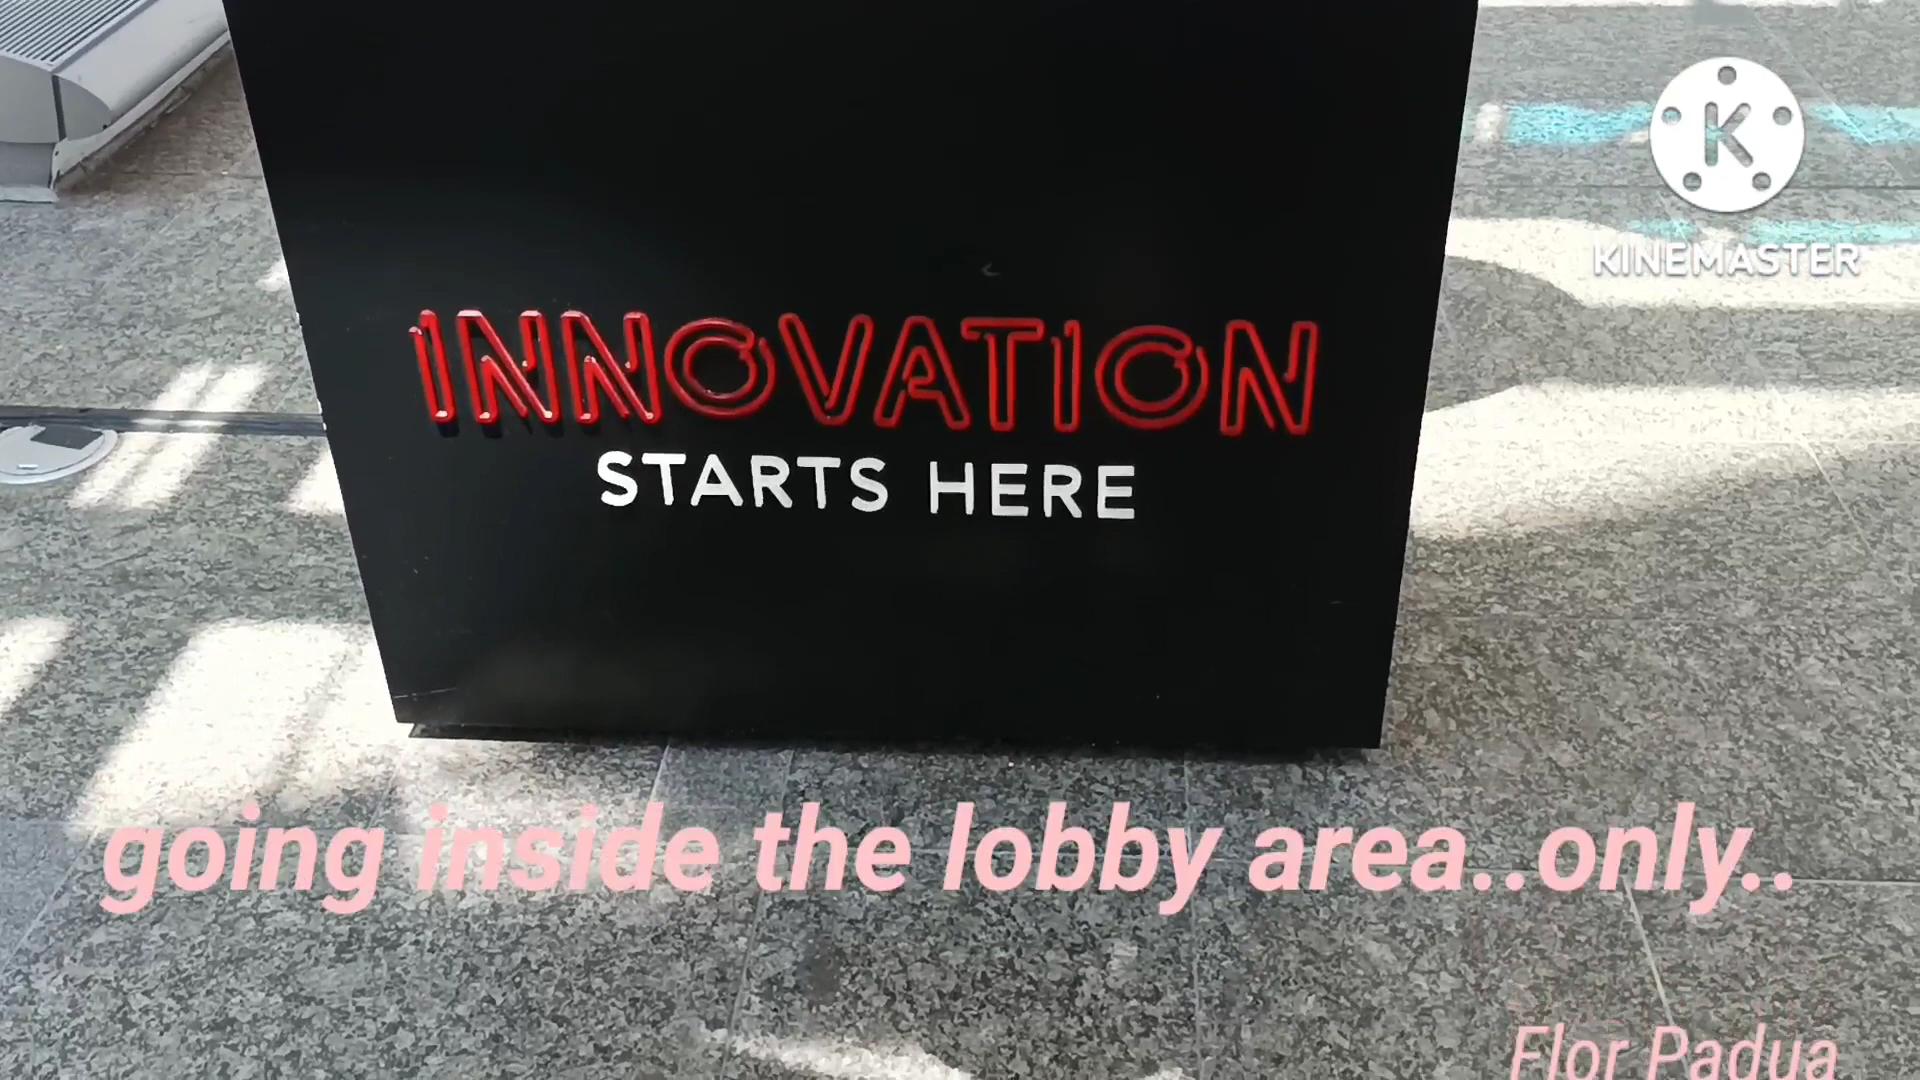 K
KINEMASTER
INNOVATION
STARTS HERE
going inside the lobby area..only..
Flor Padua